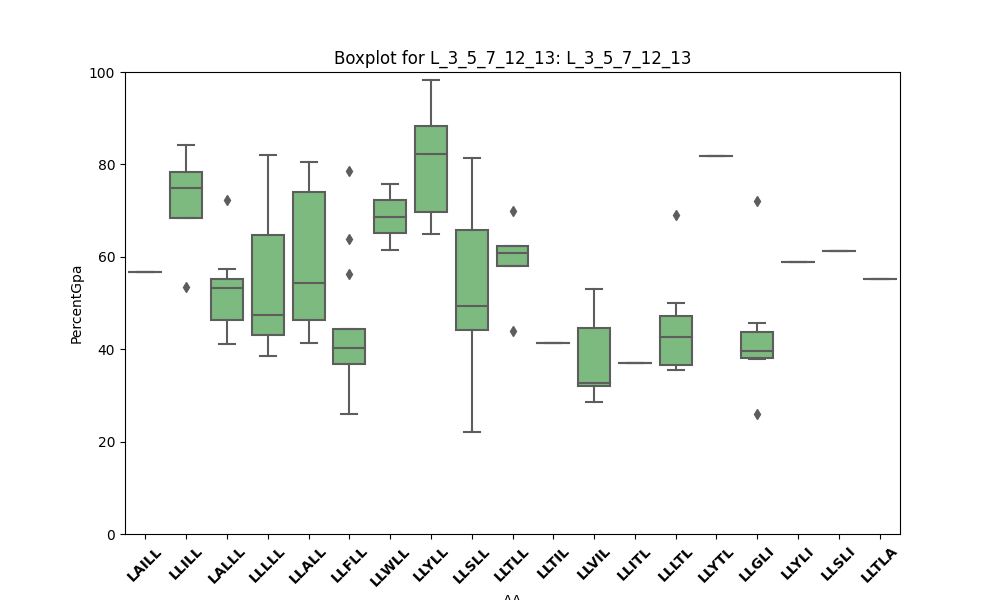 Boxplot for L_3_5_7_12_13: L_3_5_7_12_13
100
80
60
40
20
0
PercentGpa
LAILL LLILL LALLL LLLLL LLALL LLFLL LLWLL LLYLL LLSLL LLTLL LLTIL LLVIL LLITL LLLTL LLYTL LLGLI LLYLI LLSLI LLTLA
AA